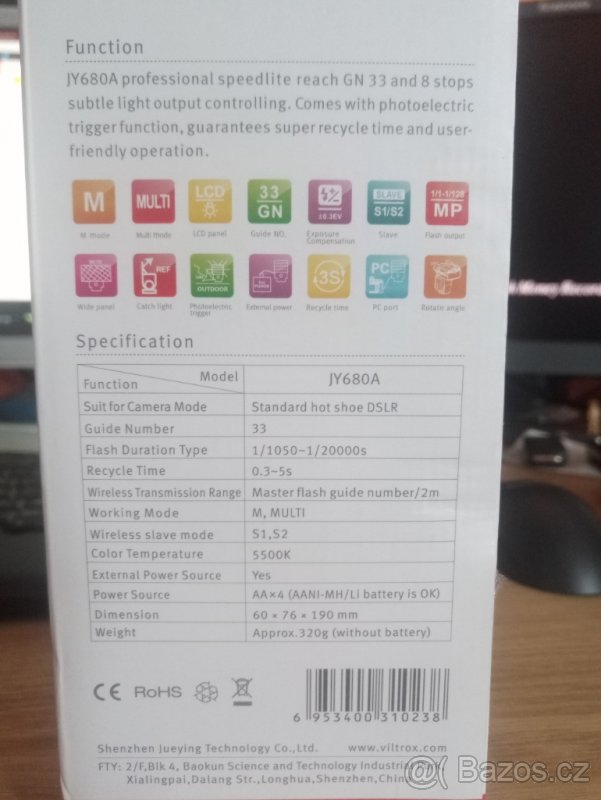 Function
JY680A professional speedlite reach GN 33 and 8 stops
subtle light output controlling. Comes with photoelectric
trigger function, guarantees super recycle time and user-
friendly operation.
M MULTI LCD 33 GN ±0.3EV SLAVE S1/S2 1/1-1/128 MP
M mode Multi mode LCD panel Guide NO. Exposure Compensation Slave Flash output
REF OUTDOOR 3S PC
Wide panel Catch light Photoelectric trigger External power Recycle time PC port Rotate angle
Specification
Function Model JY680A
Suit for Camera Mode Standard hot shoe DSLR
Guide Number 33
Flash Duration Type 1/1050~1/20000s
Recycle Time 0.3~5s
Wireless Transmission Range Master flash guide number/2m
Working Mode M, MULTI
Wireless slave mode S1,S2
Color Temperature 5500K
External Power Source Yes
Power Source AA×4 (AANI-MH/Li battery is OK)
Dimension 60 × 76 × 190 mm
Weight Approx.320g (without battery)
CE RoHS
6 953400 310238
Shenzhen Jueying Technology Co.,Ltd. www.viltrox.com
FTY: 2/F,Blk 4, Baokun Science and Technology Industrial Park
Xialingpai,Dalang Str.,Longhua,Shenzhen,China
@ Bazos.cz